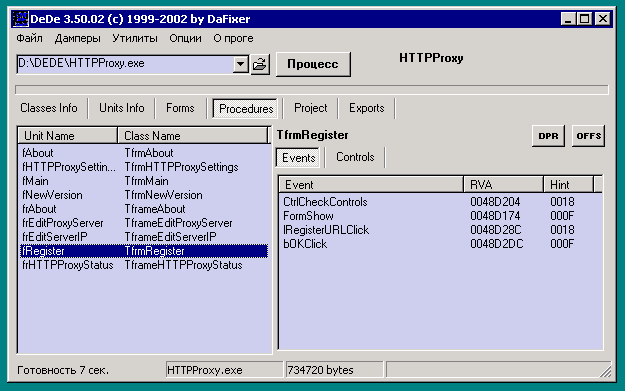 DeDe 3.50.02 (c) 1999-2002 by DaFixer
Файл Дамперы Утилиты Опции О проге
D:\DEDE\HTTPProxy.exe Процесс HTTPProxy
Classes Info Units Info Forms Procedures Project Exports
TfrmRegister DPR OFFS
Events Controls
Unit Name Class Name
fAbout TfrmAbout
fHTTPProxySettin... TfrmHTTPProxySettings
fMain TfrmMain
fNewVersion TfrmNewVersion
frAbout TframeAbout
frEditProxyServer TframeEditProxyServer
frEditServerIP TframeEditServerIP
fRegister TfrmRegister
frHTTPProxyStatus TframeHTTPProxyStatus
Event RVA Hint
CtrlCheckControls 0048D204 0018
FormShow 0048D174 000F
lRegisterURLClick 0048D28C 0018
bOKClick 0048D2DC 000F
Готовность 7 сек. HTTPProxy.exe 734720 bytes